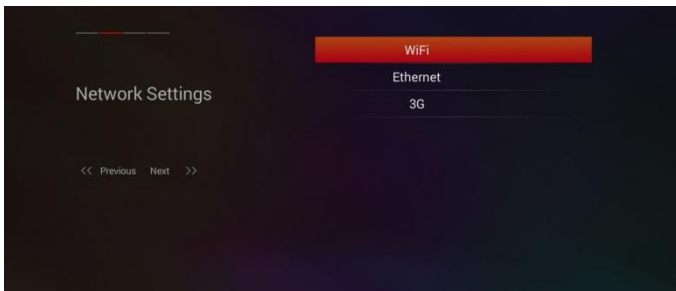 Network Settings
<< Previous Next >>
WiFi
Ethernet
3G